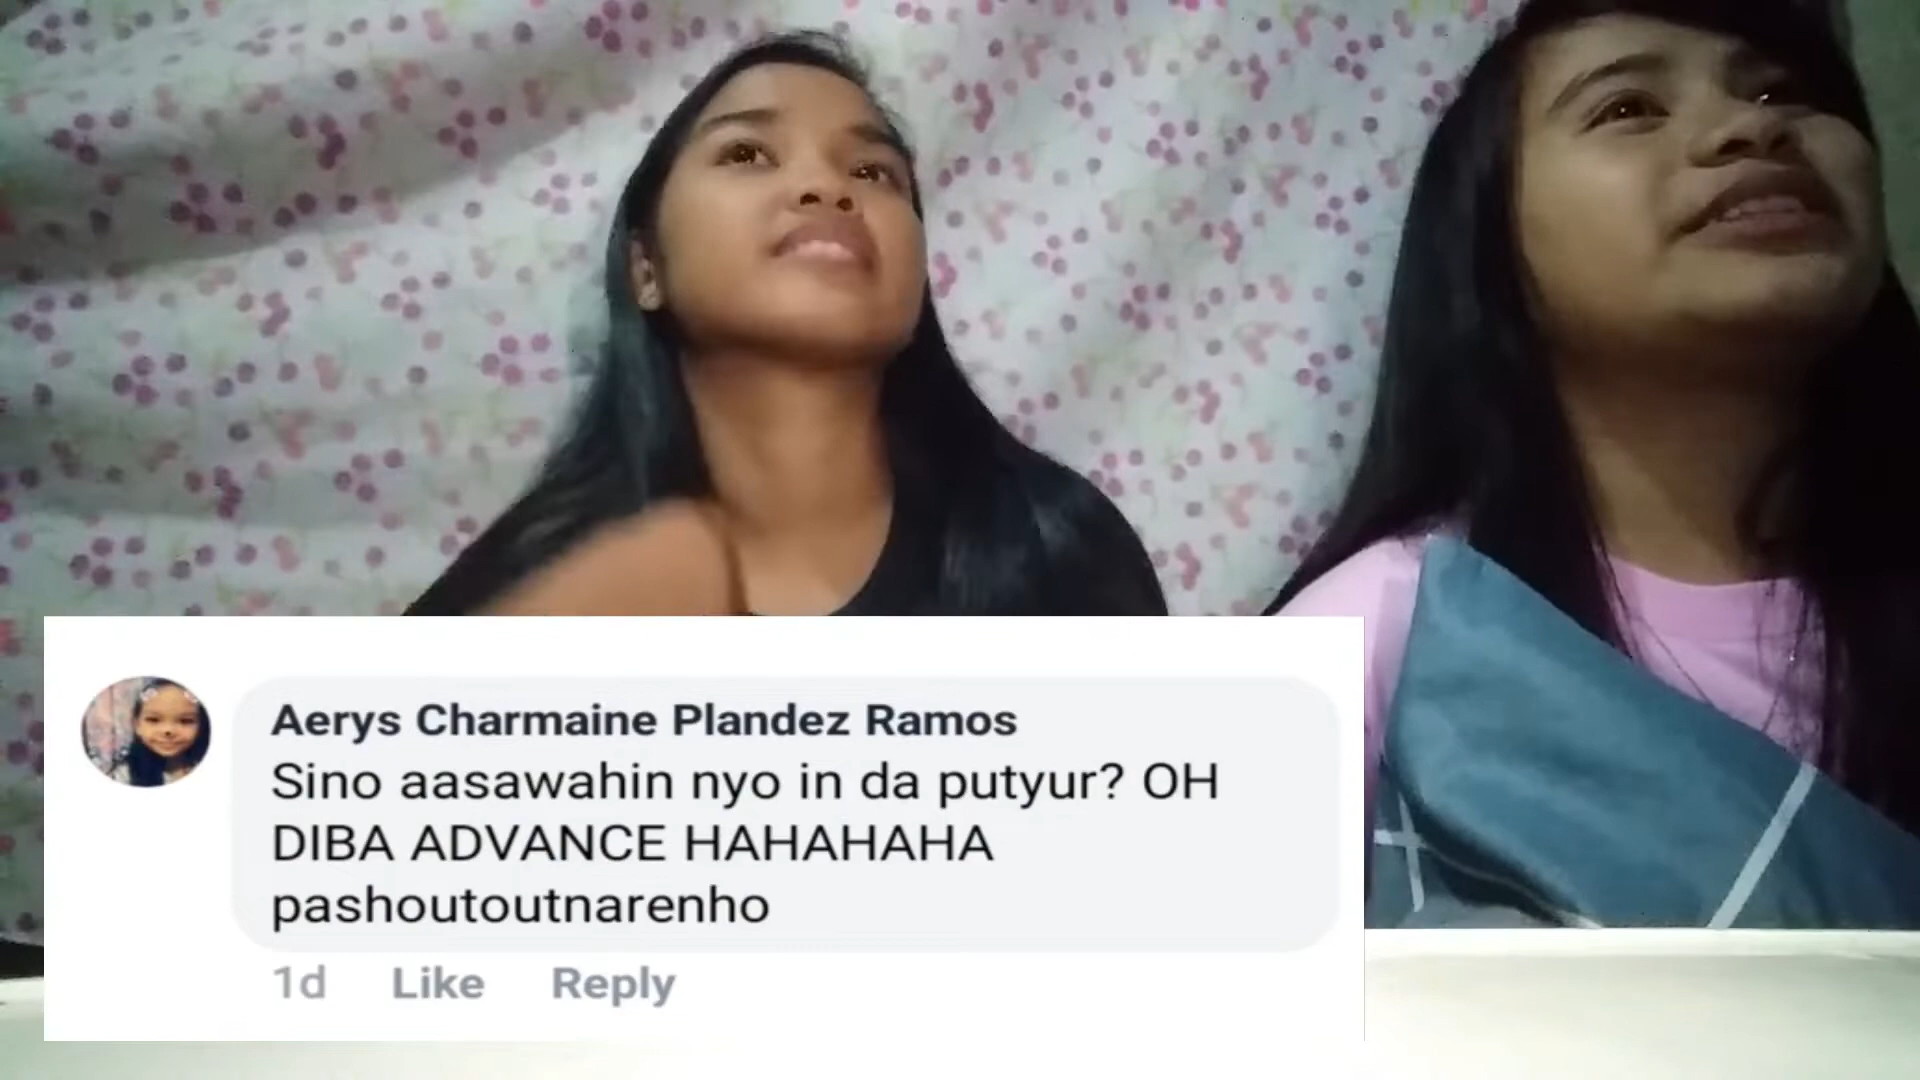 Aerys Charmaine Plandez Ramos
Sino aasawahin nyo in da putyur? OH
DIBA ADVANCE HAHAHAHA
pashoutoutnarenho
1d Like Reply